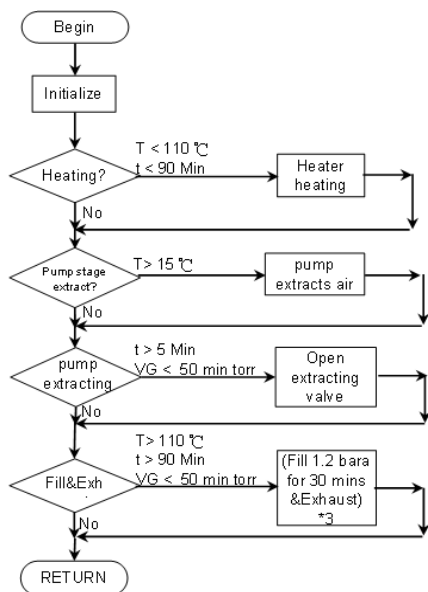 Begin
Initialize
T < 110 ℃
t < 90 Min
Heating?
Heater
heating
No
T> 15 ℃
Pump stage
extract?
pump
extracts air
No
t > 5 Min
VG < 50 min torr
pump
extracting
Open
extracting
valve
No
T> 110 ℃
t > 90 Min
VG < 50 min torr
Fill&Exh
.
(Fill 1.2 bara
for 30 mins
&Exhaust)
*3
No
RETURN